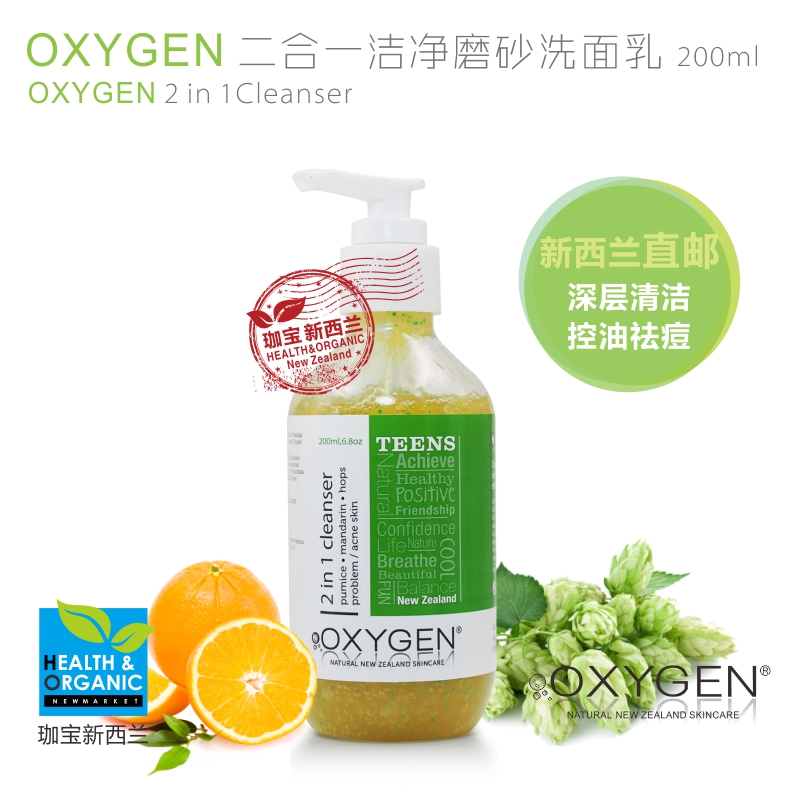 OXYGEN 二合一洁净磨砂洗面乳 200ml
OXYGEN 2 in 1Cleanser
新西兰直邮
深层清洁
控油祛痘
珈宝新西兰
HEALTH&ORGANIC
New Zealand
200ml,6.8oz
2 in 1 cleanser
pumice • mandarin • hops
problem / acne skin
TEENS
Natural
Achieve
Healthy
POSITIVE
Friendship
Confidence
Life Nature
COOL
Breathe
Beautiful
FUN
Balance
New Zealand
OXYGEN®
NATURAL NEW ZEALAND SKINCARE
HEALTH &
ORGANIC
NEWMARKET
珈宝新西兰
OXYGEN®
NATURAL NEW ZEALAND SKINCARE